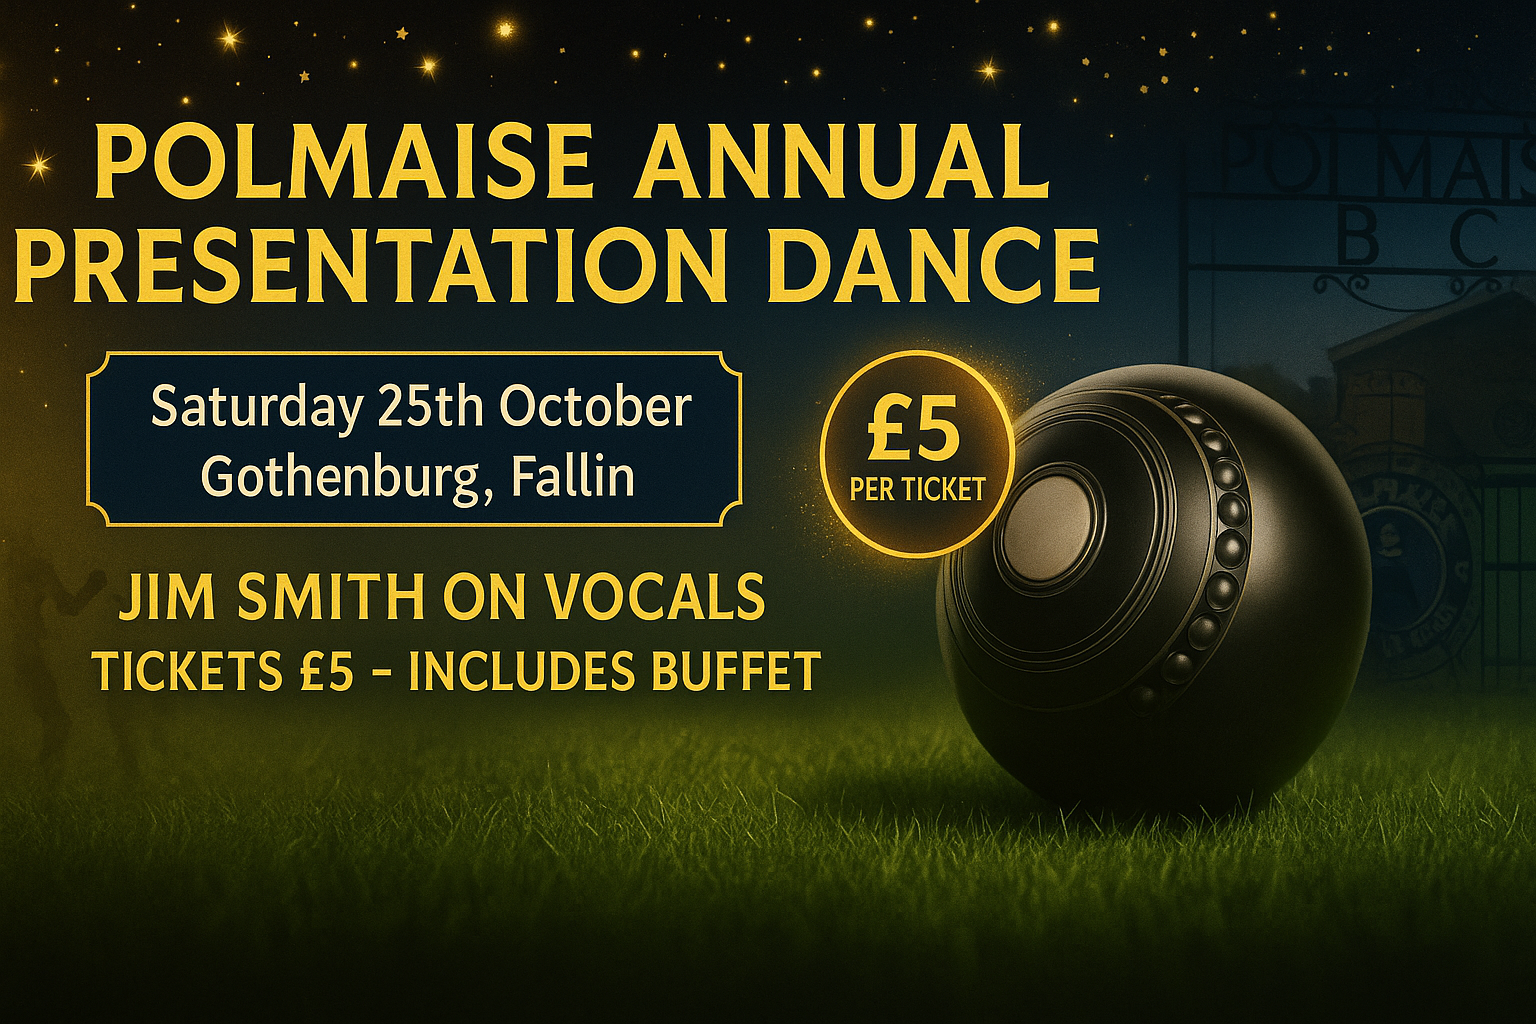 POLMAISE ANNUAL
PRESENTATION DANCE
Saturday 25th October
Gothenburg, Fallin
£5
PER TICKET
JIM SMITH ON VOCALS
TICKETS £5 – INCLUDES BUFFET
POLMAIS
B C